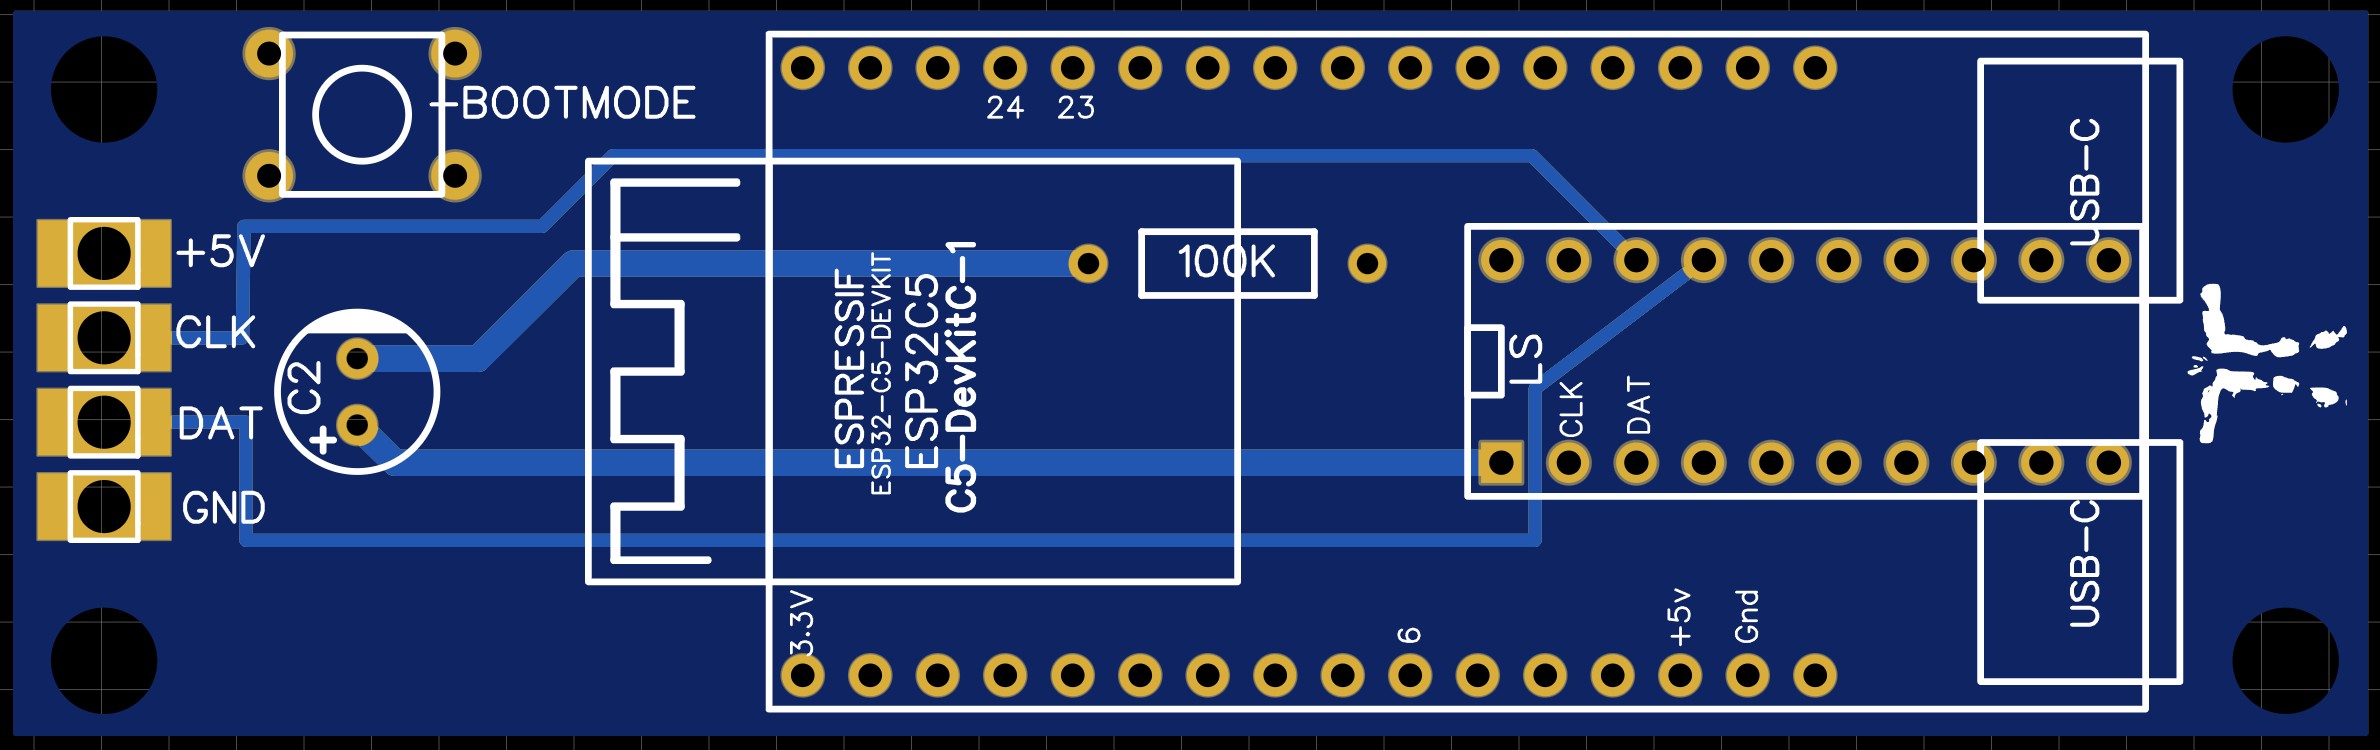 BOOTMODE
24 23
+5V
CLK
DAT
GND
C2
+
ESPRESSIF
ESP32-C5-DEVKIT
ESP32C5
C5-DevKitC-1
100K
LS
CLK
DAT
USB-C
USB-C
3.3V
6
+5v
Gnd